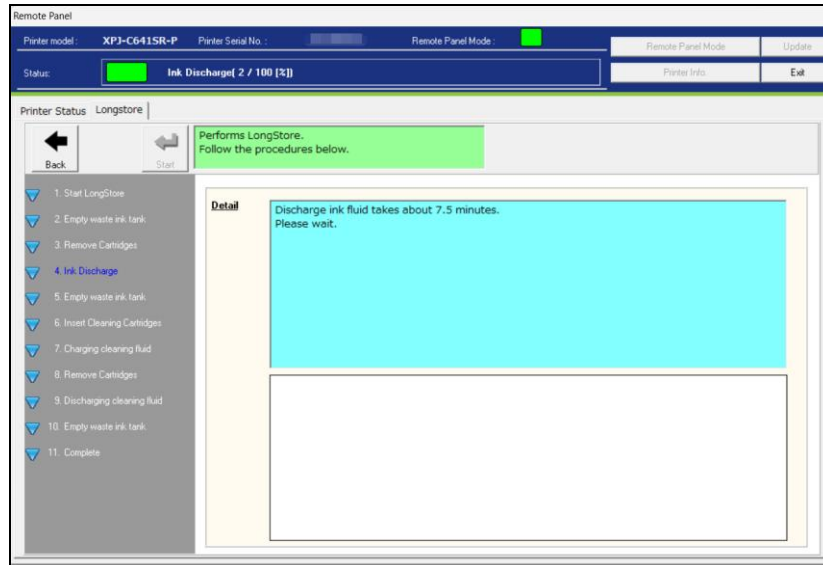 Remote Panel
Printer model : XPJ-C641SR-P Printer Serial No. : Remote Panel Mode :
Remote Panel Mode Update
Status: Ink Discharge( 2 / 100 [%])
Printer Info. Exit
Printer Status Longstore
Back Start
Performs LongStore.
Follow the procedures below.
1. Start LongStore
2. Empty waste ink tank
3. Remove Cartridges
4. Ink Discharge
5. Empty waste ink tank
6. Insert Cleaning Cartridges
7. Charging cleaning fluid
8. Remove Cartridges
9. Discharging cleaning fluid
10. Empty waste ink tank
11. Complete
Detail
Discharge ink fluid takes about 7.5 minutes.
Please wait.